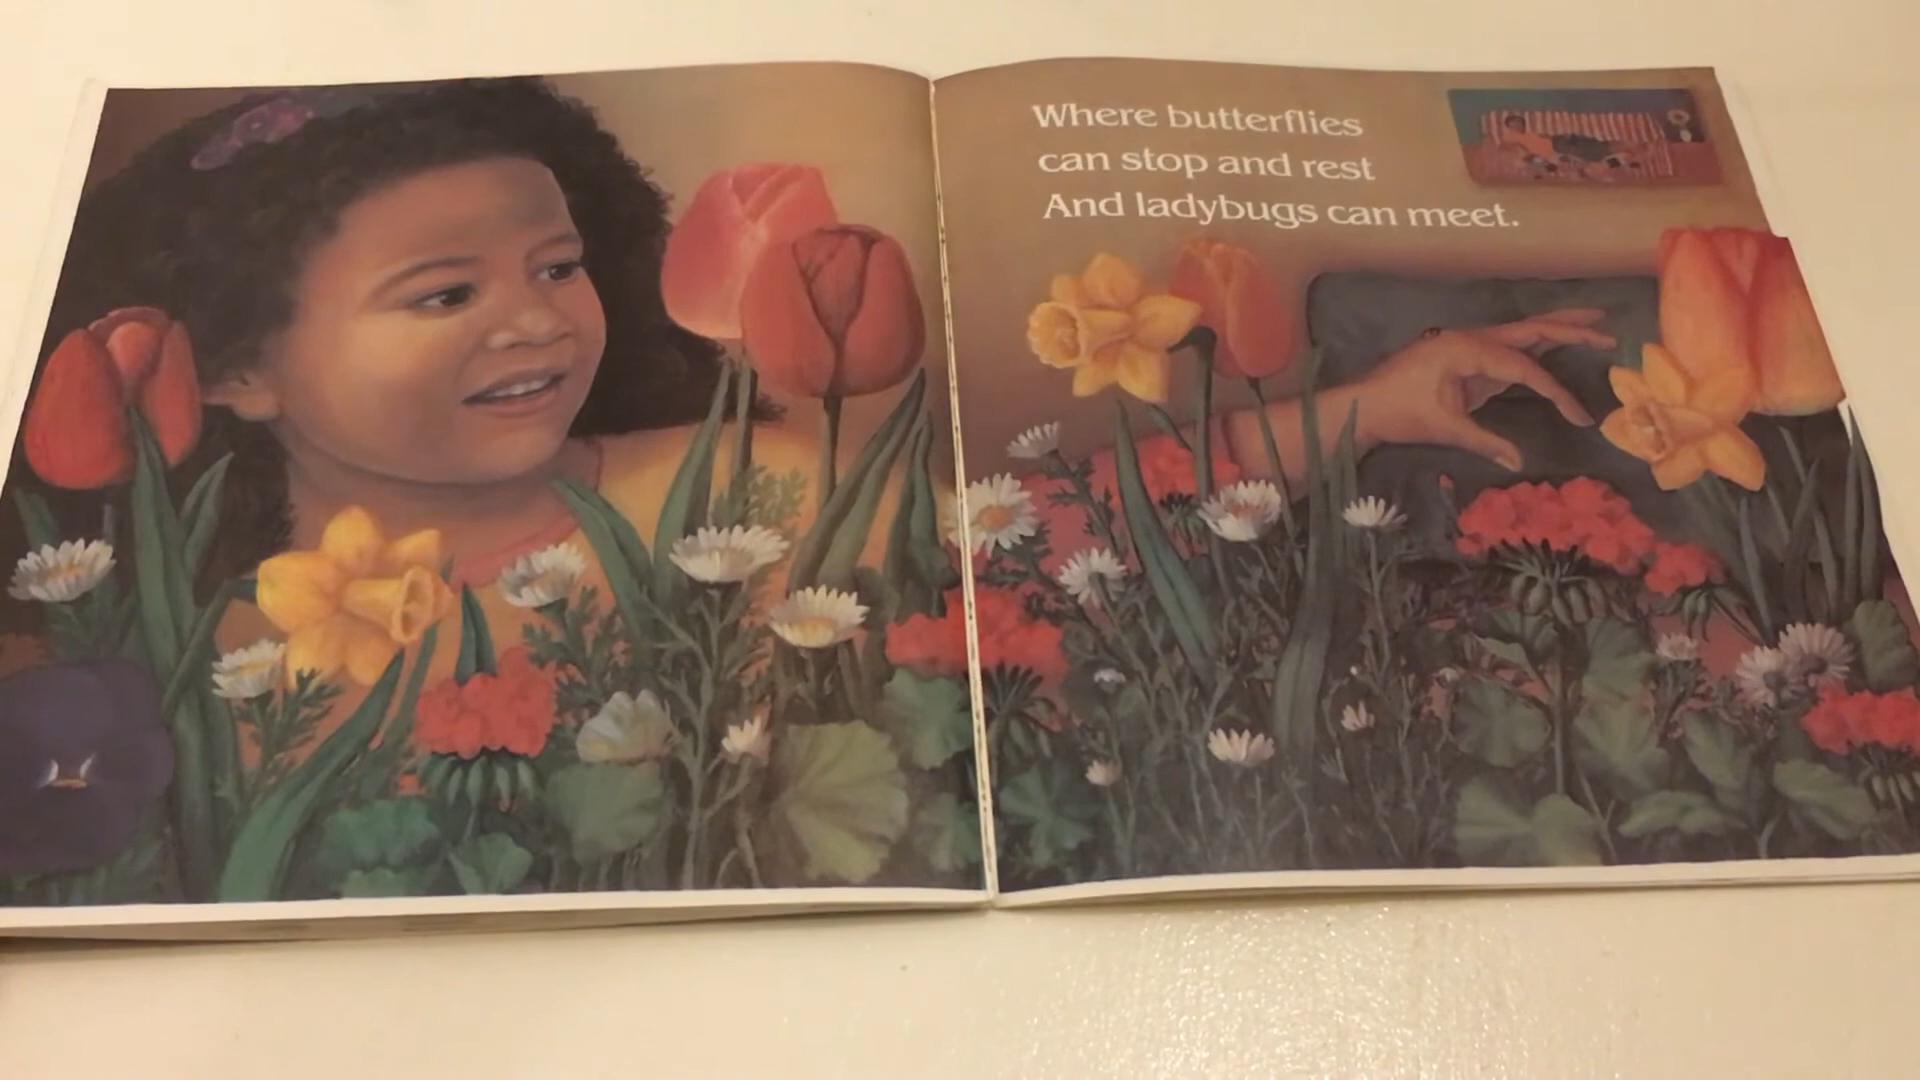 Where butterflies
can stop and rest
And ladybugs can meet.